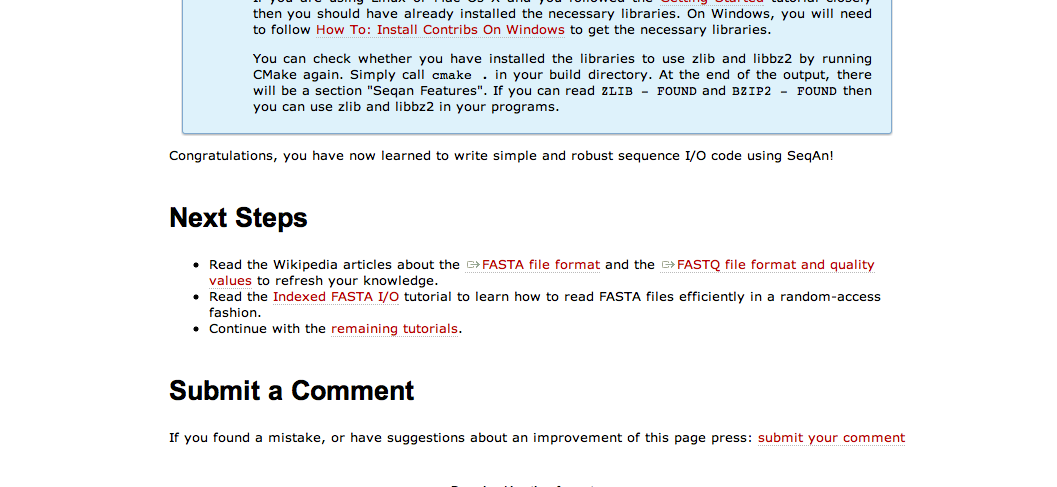 then you should have already installed the necessary libraries. On Windows, you will need
to follow How To: Install Contribs On Windows to get the necessary libraries.
You can check whether you have installed the libraries to use zlib and libbz2 by running
CMake again. Simply call cmake . in your build directory. At the end of the output, there
will be a section "Seqan Features". If you can read ZLIB - FOUND and BZIP2 - FOUND then
you can use zlib and libbz2 in your programs.
Congratulations, you have now learned to write simple and robust sequence I/O code using SeqAn!
Next Steps
• Read the Wikipedia articles about the FASTA file format and the FASTQ file format and quality
values to refresh your knowledge.
• Read the Indexed FASTA I/O tutorial to learn how to read FASTA files efficiently in a random-access
fashion.
• Continue with the remaining tutorials.
Submit a Comment
If you found a mistake, or have suggestions about an improvement of this page press: submit your comment